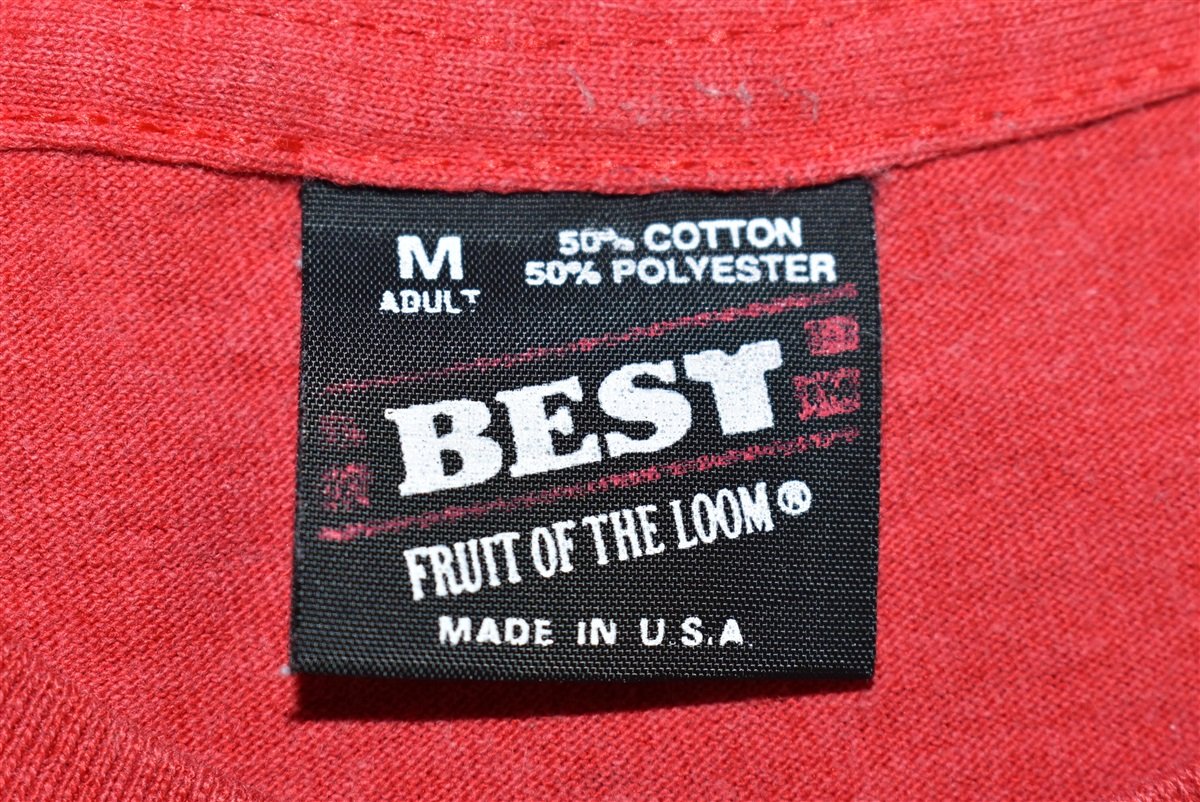 M
ADULT
50% COTTON
50% POLYESTER
BEST
FRUIT OF THE LOOM®
MADE IN U.S.A